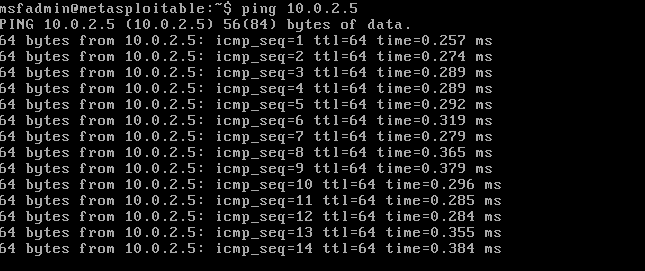 msfadmin@metasploitable:~$ ping 10.0.2.5
PING 10.0.2.5 (10.0.2.5) 56(84) bytes of data.
64 bytes from 10.0.2.5: icmp_seq=1 ttl=64 time=0.257 ms
64 bytes from 10.0.2.5: icmp_seq=2 ttl=64 time=0.274 ms
64 bytes from 10.0.2.5: icmp_seq=3 ttl=64 time=0.289 ms
64 bytes from 10.0.2.5: icmp_seq=4 ttl=64 time=0.289 ms
64 bytes from 10.0.2.5: icmp_seq=5 ttl=64 time=0.292 ms
64 bytes from 10.0.2.5: icmp_seq=6 ttl=64 time=0.319 ms
64 bytes from 10.0.2.5: icmp_seq=7 ttl=64 time=0.279 ms
64 bytes from 10.0.2.5: icmp_seq=8 ttl=64 time=0.365 ms
64 bytes from 10.0.2.5: icmp_seq=9 ttl=64 time=0.379 ms
64 bytes from 10.0.2.5: icmp_seq=10 ttl=64 time=0.296 ms
64 bytes from 10.0.2.5: icmp_seq=11 ttl=64 time=0.285 ms
64 bytes from 10.0.2.5: icmp_seq=12 ttl=64 time=0.284 ms
64 bytes from 10.0.2.5: icmp_seq=13 ttl=64 time=0.355 ms
64 bytes from 10.0.2.5: icmp_seq=14 ttl=64 time=0.384 ms